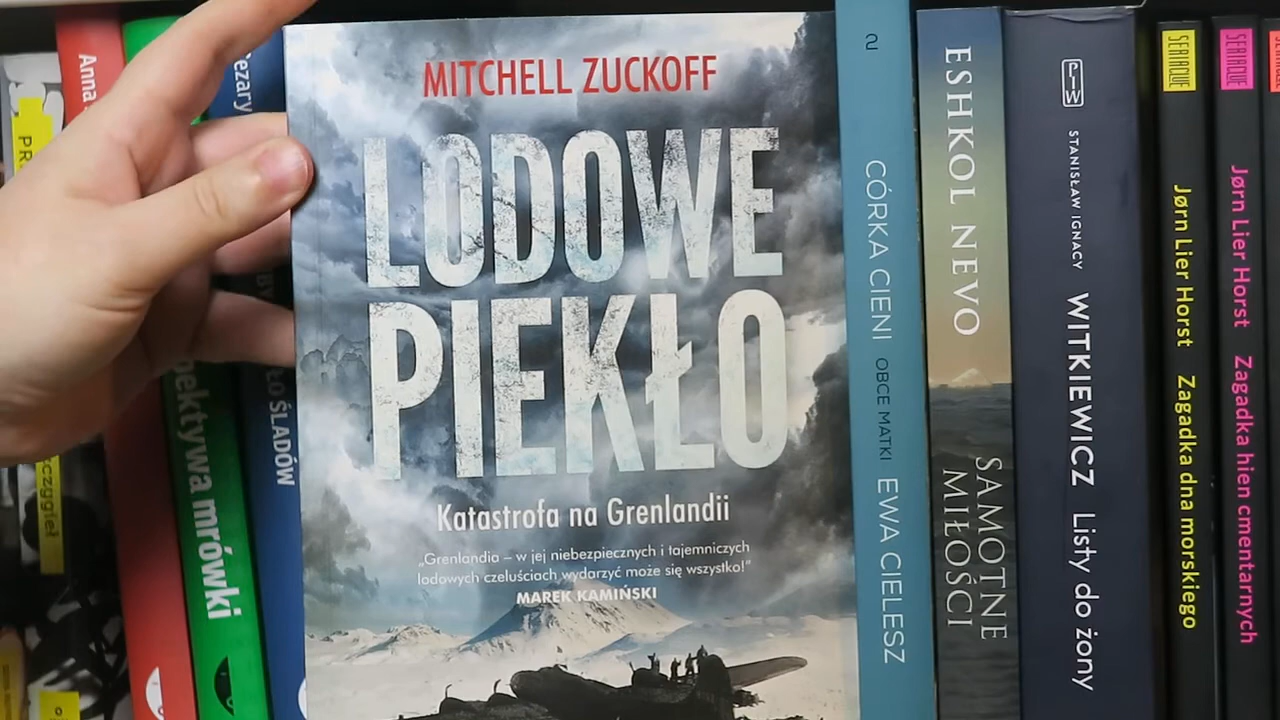 MITCHELL ZUCKOFF
LODOWE
PIEKŁO
Katastrofa na Grenlandii
„Grenlandia – w jej niebezpiecznych i tajemniczych
lodowych czeluściach wydarzyć może się wszystko!"
MAREK KAMIŃSKI
Anna
mrówki
ŚLADÓW
2
CÓRKA CIENI
OBCE MATKI
EWA CIELESZ
ESHKOL NEVO
SAMOTNE
MIŁOŚCI
PIW
STANISŁAW IGNACY
WITKIEWICZ
Listy do żony
Jørn Lier Horst
Zagadka dna morskiego
Jørn Lier Horst
Zagadka hien cmentarnych